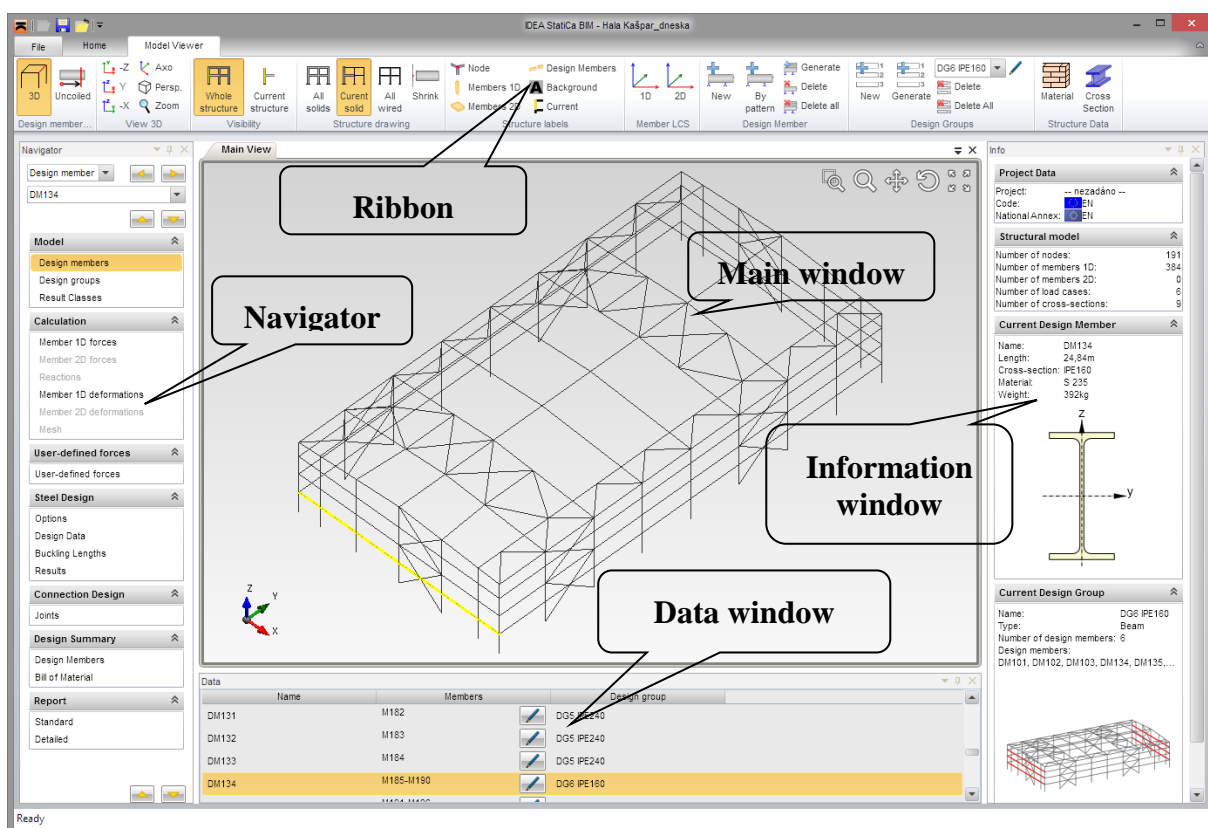 IDEA StatiCa BIM - Hala Kašpar_dneska
File Home Model Viewer
3D
Uncoiled
-Z Axo
Y Persp.
-X Zoom
Whole structure
Current structure
All solids
Curent solid
All wired
Shrink
Node
Members 1D
Members 2D
Design Members
Background
Current
1D
2D
New
By pattern
Generate
Delete
Delete all
New
Generate
DG6 IPE160
Delete
Delete All
Material
Cross Section
Design member...
View 3D
Visibility
Structure drawing
Structure labels
Member LCS
Design Member
Design Groups
Structure Data
Navigator
Design member
DM134
Model
Design members
Design groups
Result Classes
Calculation
Member 1D forces
Member 2D forces
Reactions
Member 1D deformations
Member 2D deformations
Mesh
User-defined forces
User-defined forces
Steel Design
Options
Design Data
Buckling Lengths
Results
Connection Design
Joints
Design Summary
Design Members
Bill of Material
Report
Standard
Detailed
Main View
Ribbon
Main window
Navigator
Information
window
Data window
Z
Y
X
Data
Name Members Design group
DM131 M182 DG5 IPE240
DM132 M183 DG5 IPE240
DM133 M184 DG5 IPE240
DM134 M185-M190 DG6 IPE160
Info
Project Data
Project: -- nezadáno --
Code: EN
National Annex: EN
Structural model
Number of nodes: 191
Number of members 1D: 384
Number of members 2D: 0
Number of load cases: 6
Number of cross-sections: 9
Current Design Member
Name: DM134
Length: 24,84m
Cross-section: IPE160
Material: S 235
Weight: 392kg
z
y
Current Design Group
Name: DG6 IPE160
Type: Beam
Number of design members: 6
Design members:
DM101, DM102, DM103, DM134, DM135,...
Ready